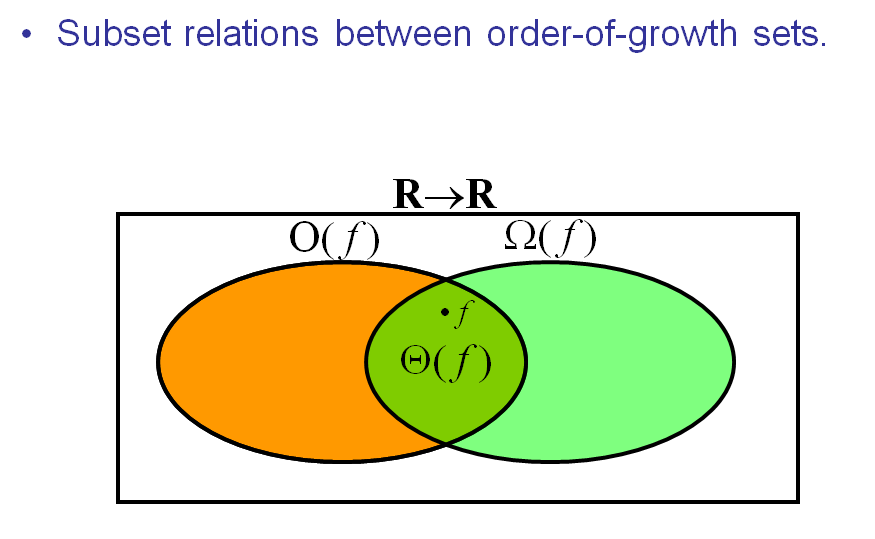 • Subset relations between order-of-growth sets.
R→R
O(f) Ω(f)
• f
Θ(f)